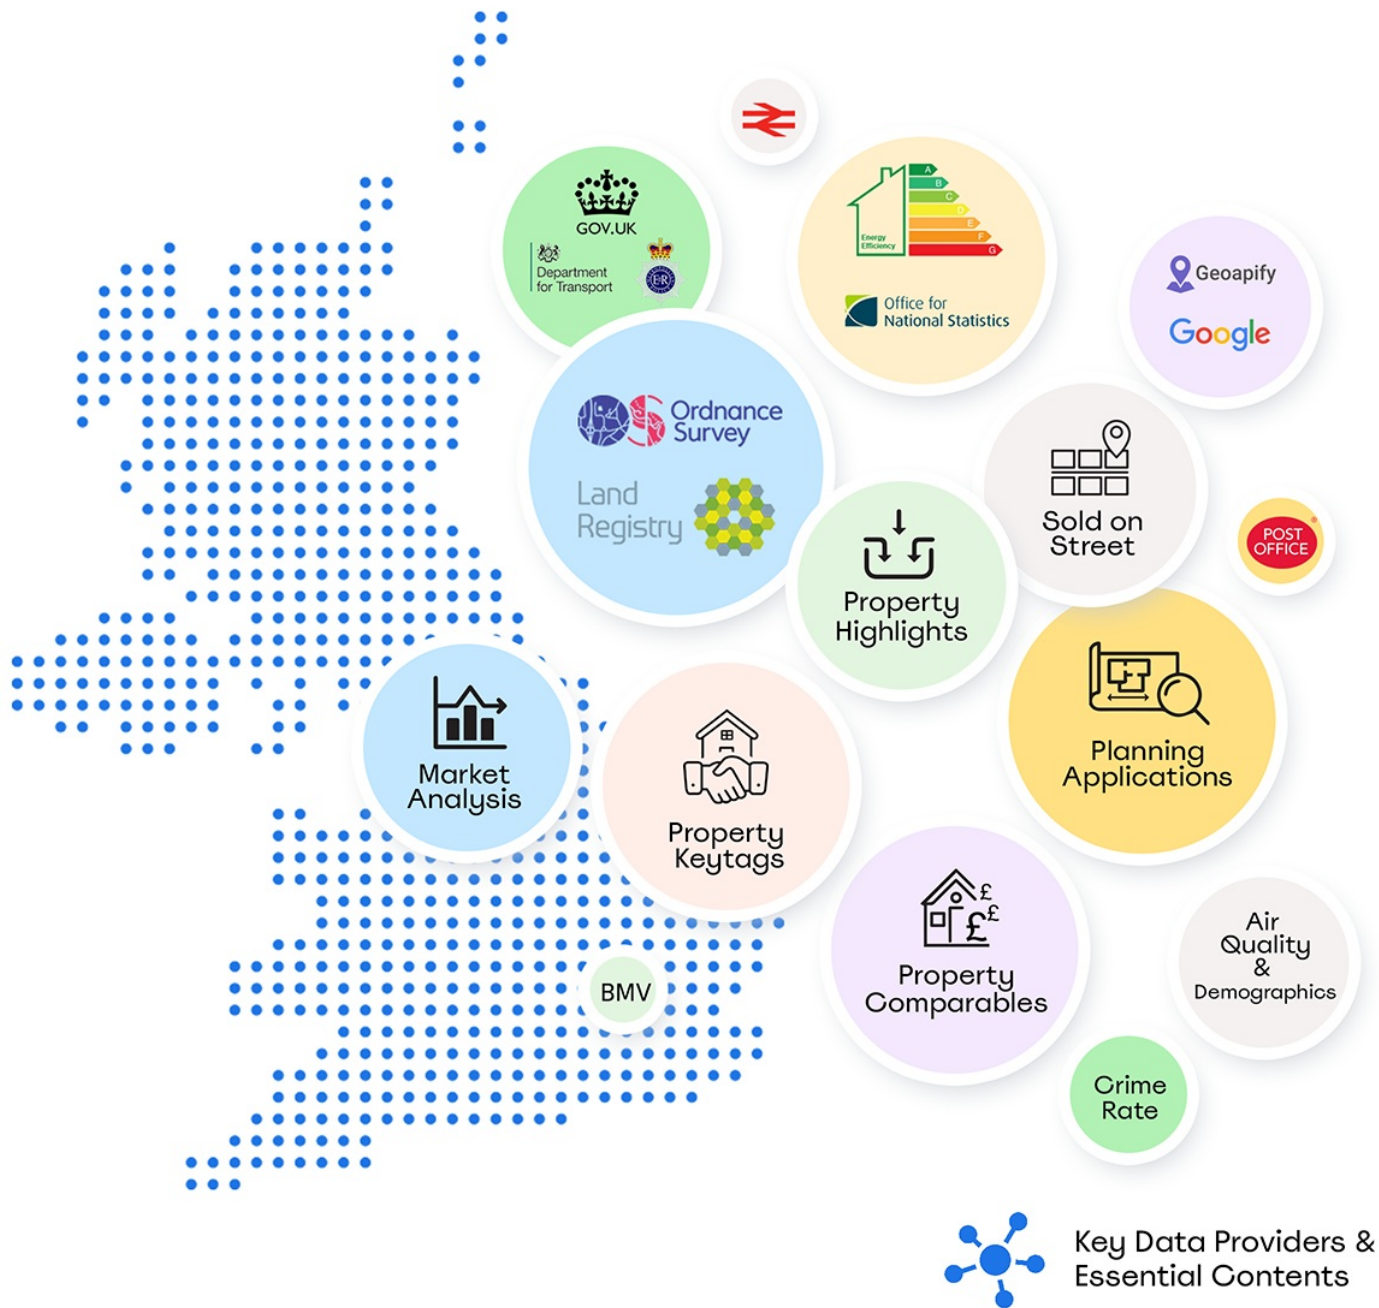 GOV.UK
Department
for Transport
E R
A
B
C
D
E
F
G
Energy
Efficiency
Office for
National Statistics
Geoapify
Google
OS Ordnance
Survey
Land
Registry
Sold on
Street
POST
OFFICE
Property
Highlights
Market
Analysis
Property
Keytags
Planning
Applications
£
£
£
Property
Comparables
Air
Quality
&
Demographics
BMV
Crime
Rate
Key Data Providers &
Essential Contents